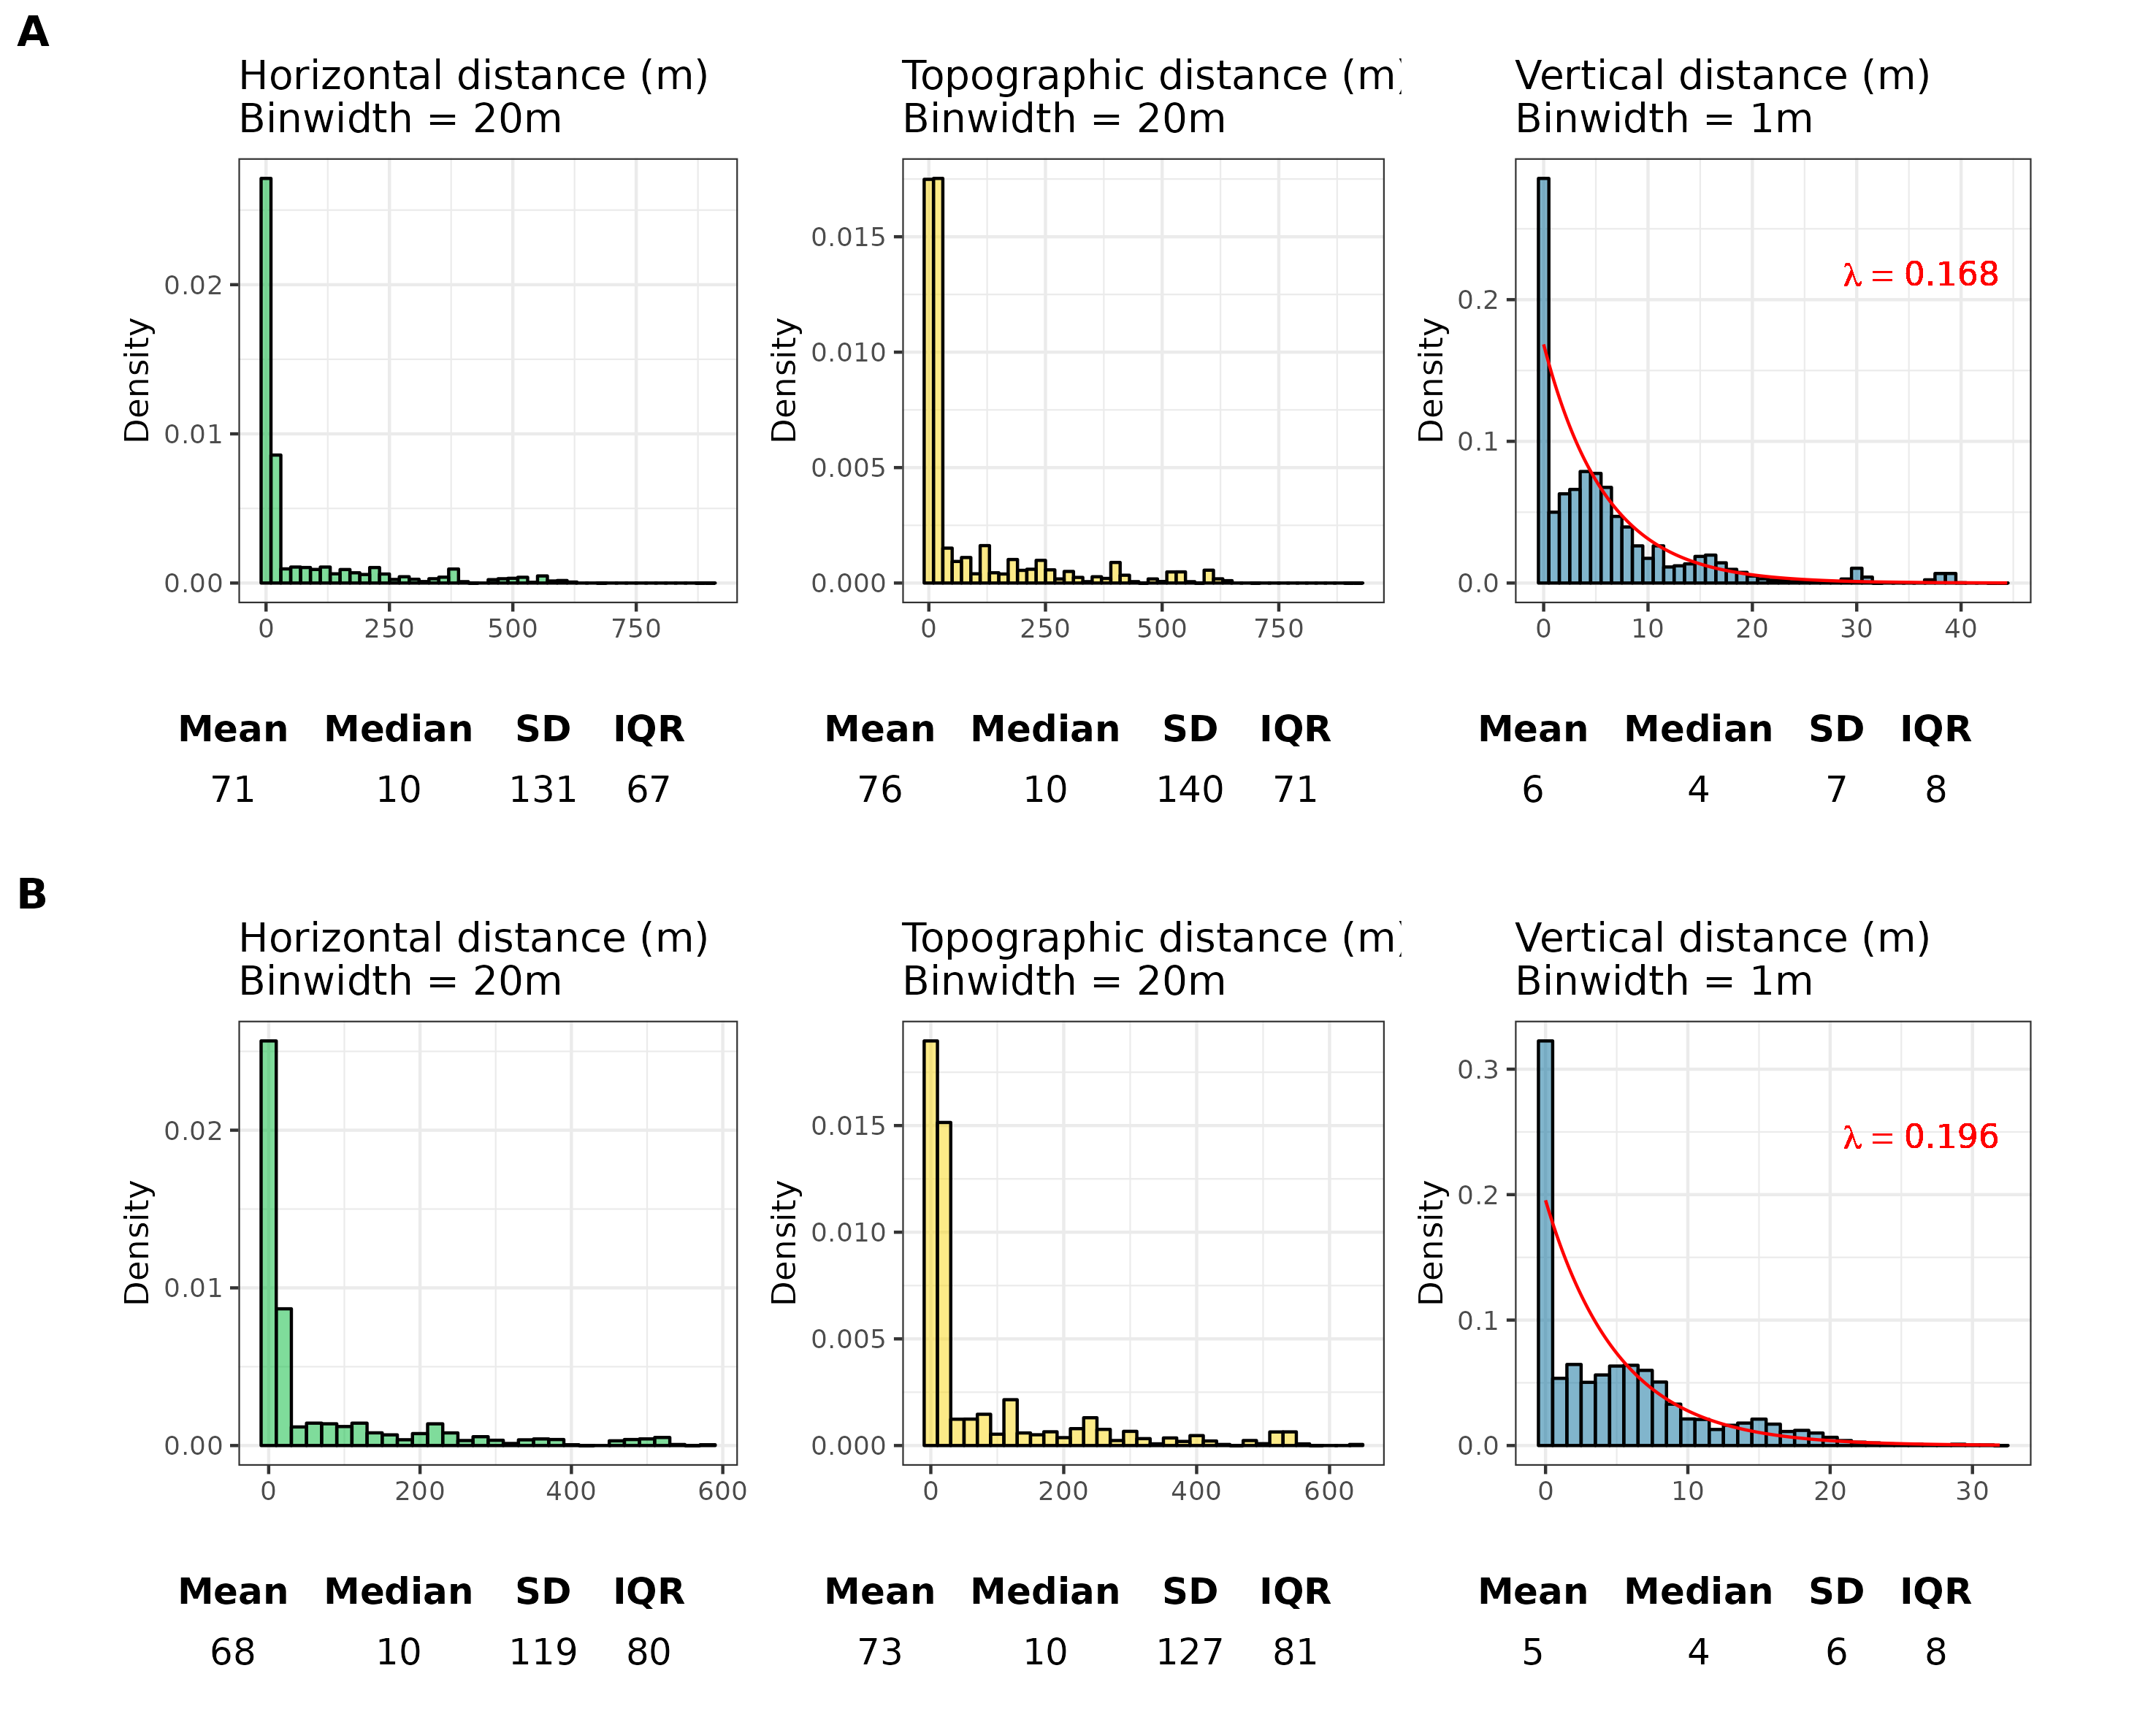 A
Horizontal distance (m)
Binwidth = 20m
Density
0.02
0.01
0.00
0 250 500 750
Mean Median SD IQR
71 10 131 67
Topographic distance (m)
Binwidth = 20m
Density
0.015
0.010
0.005
0.000
0 250 500 750
Mean Median SD IQR
76 10 140 71
Vertical distance (m)
Binwidth = 1m
Density
0.2
0.1
0.0
λ = 0.168
0 10 20 30 40
Mean Median SD IQR
6 4 7 8
B
Horizontal distance (m)
Binwidth = 20m
Density
0.02
0.01
0.00
0 200 400 600
Mean Median SD IQR
68 10 119 80
Topographic distance (m)
Binwidth = 20m
Density
0.015
0.010
0.005
0.000
0 200 400 600
Mean Median SD IQR
73 10 127 81
Vertical distance (m)
Binwidth = 1m
Density
0.3
0.2
0.1
0.0
λ = 0.196
0 10 20 30
Mean Median SD IQR
5 4 6 8